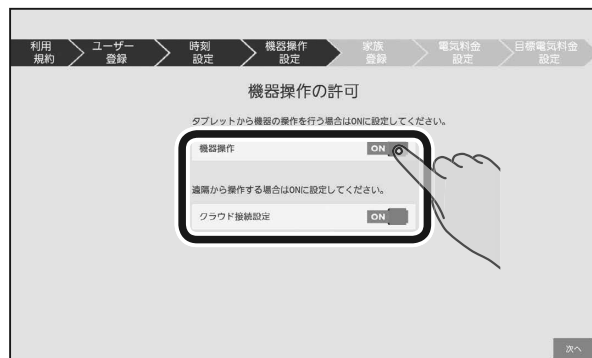 利用
規約
ユーザー
登録
時刻
設定
機器操作
設定
家族
登録
電気料金
設定
目標電気料金
設定
機器操作の許可
タブレットから機器の操作を行う場合はONに設定してください。
機器操作
ON
遠隔から操作する場合はONに設定してください。
クラウド接続設定
ON
次へ